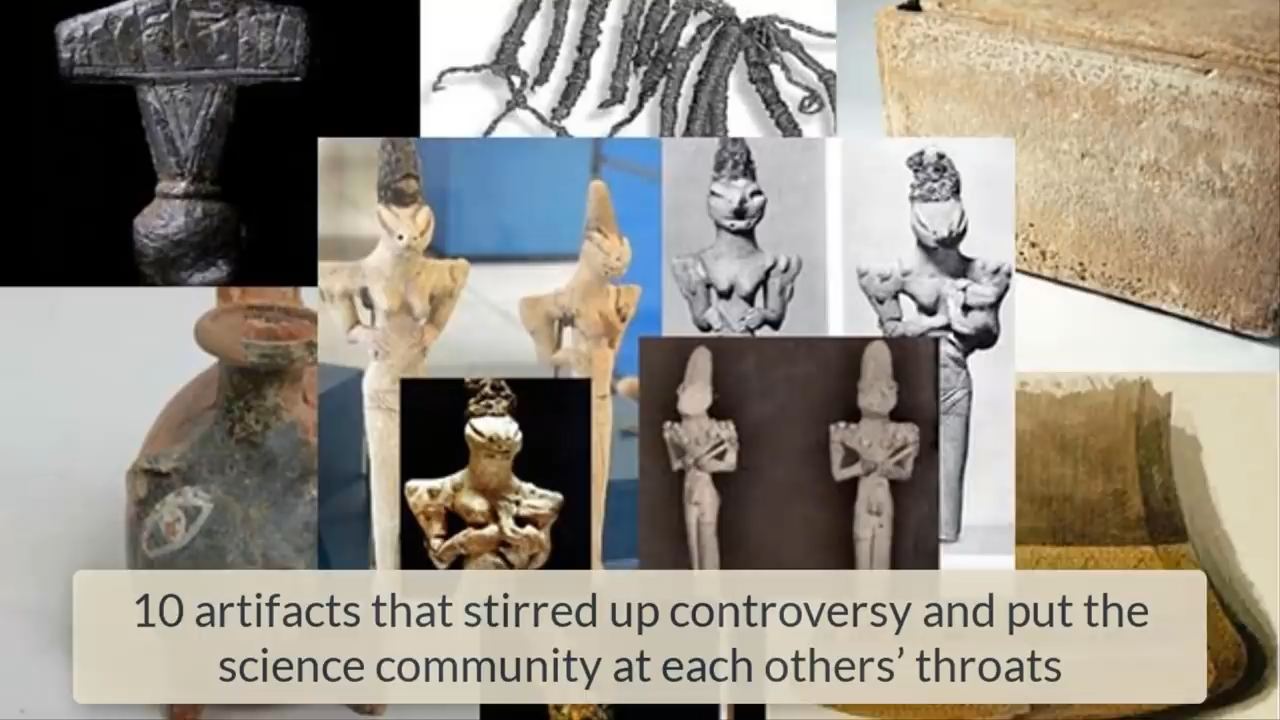 10 artifacts that stirred up controversy and put the
science community at each others’ throats